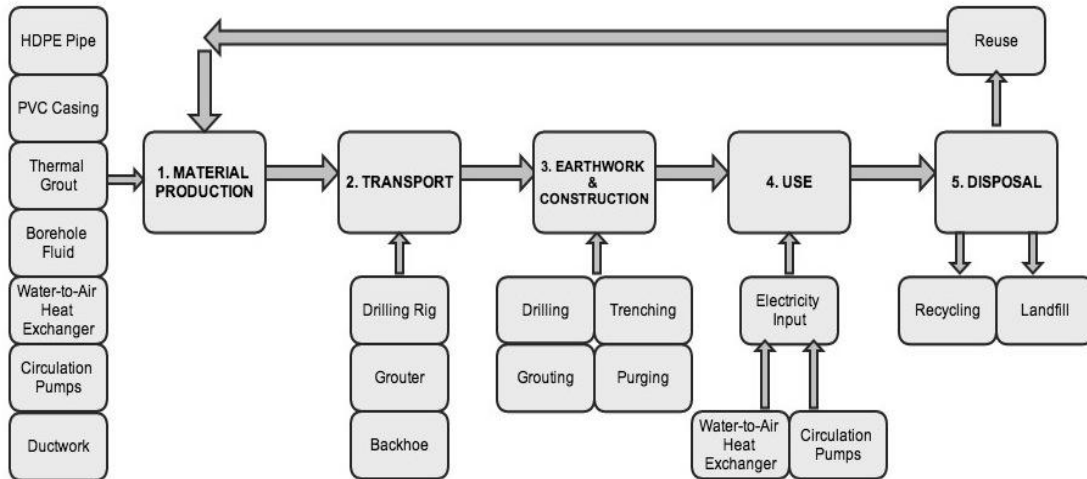 HDPE Pipe
PVC Casing
Thermal
Grout
Borehole
Fluid
Water-to-Air
Heat
Exchanger
Circulation
Pumps
Ductwork
1. MATERIAL
PRODUCTION
2. TRANSPORT
Drilling Rig
Grouter
Backhoe
3. EARTHWORK
&
CONSTRUCTION
Drilling
Trenching
Grouting
Purging
4. USE
Electricity
Input
Water-to-Air
Heat
Exchanger
Circulation
Pumps
5. DISPOSAL
Reuse
Recycling
Landfill